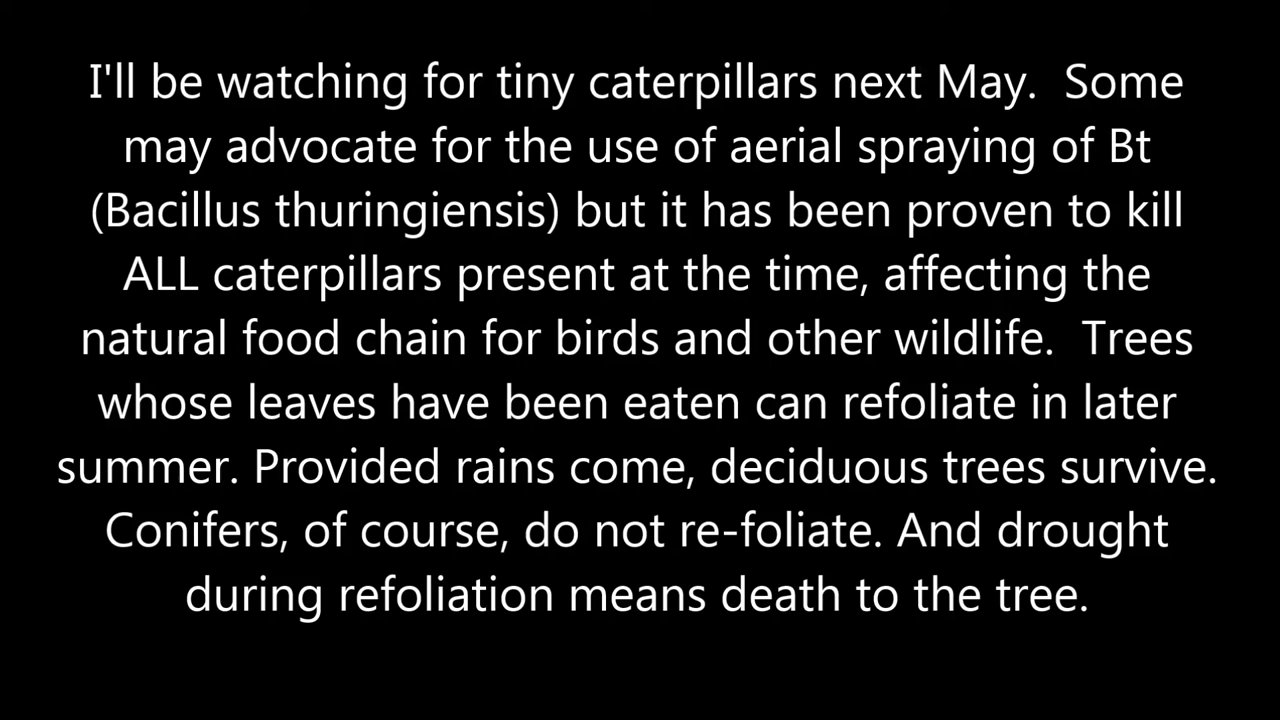 I'll be watching for tiny caterpillars next May.  Some
may advocate for the use of aerial spraying of Bt
(Bacillus thuringiensis) but it has been proven to kill
ALL caterpillars present at the time, affecting the
natural food chain for birds and other wildlife.  Trees
whose leaves have been eaten can refoliate in later
summer. Provided rains come, deciduous trees survive.
Conifers, of course, do not re-foliate. And drought
during refoliation means death to the tree.